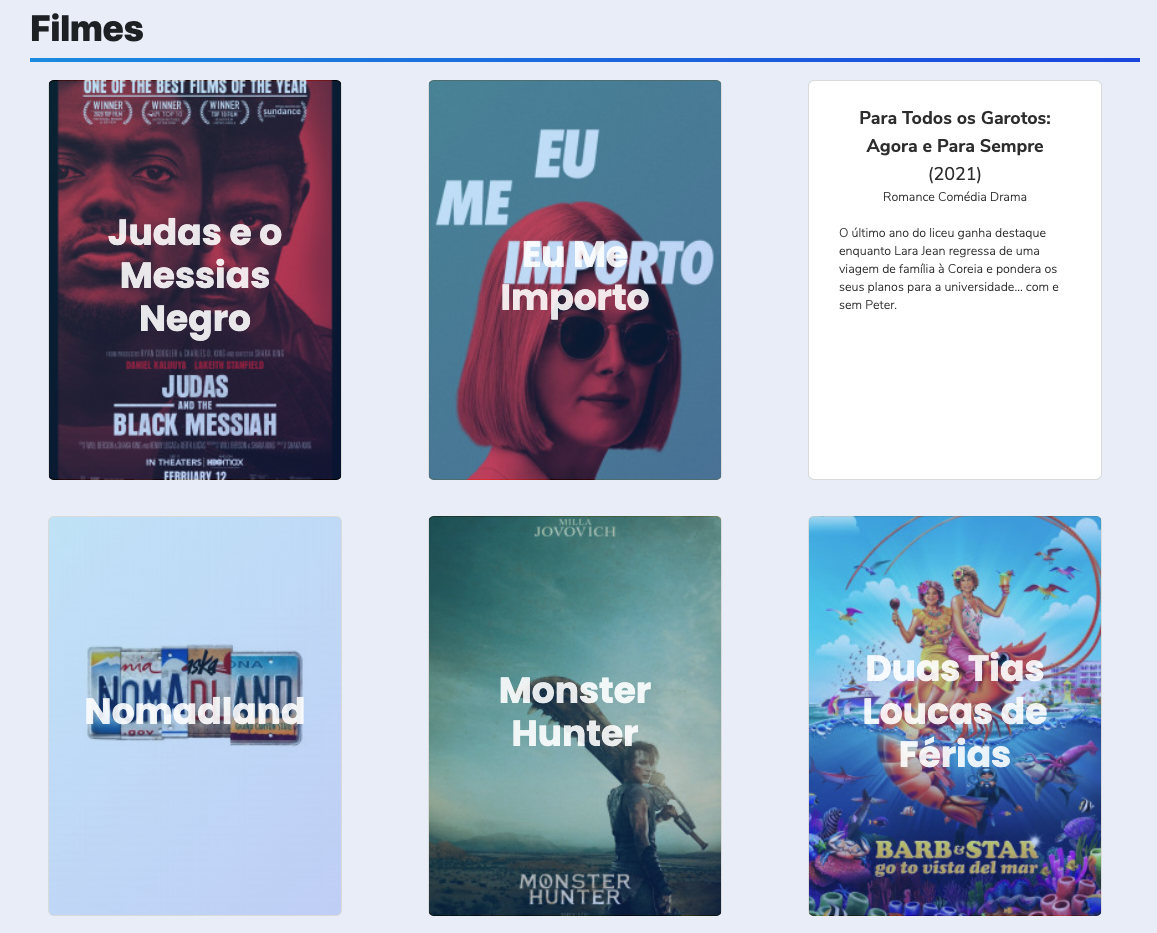 Filmes
ONE OF THE BEST FILMS OF THE YEAR
WINNER WINNER WINNER
sundance
Judas e o
Messias
Negro
DANIEL KALUUYA LAKEITH STANFIELD
JUDAS
AND THE
BLACK MESSIAH
IN THEATERS HBOMAX
FEBRUARY 12
EU
ME
IMPORTO
Eu Me
Importo
Para Todos os Garotos:
Agora e Para Sempre
(2021)
Romance Comédia Drama
O último ano do liceu ganha destaque
enquanto Lara Jean regressa de uma
viagem de família à Coreia e pondera os
seus planos para a universidade... com e
sem Peter.
NOMADLAND
Nomadland
.gov
MILLA
JOVOVICH
Monster
Hunter
MONSTER
HUNTER
Duas Tias
Loucas de
Férias
BARB & STAR
go to vista del mar